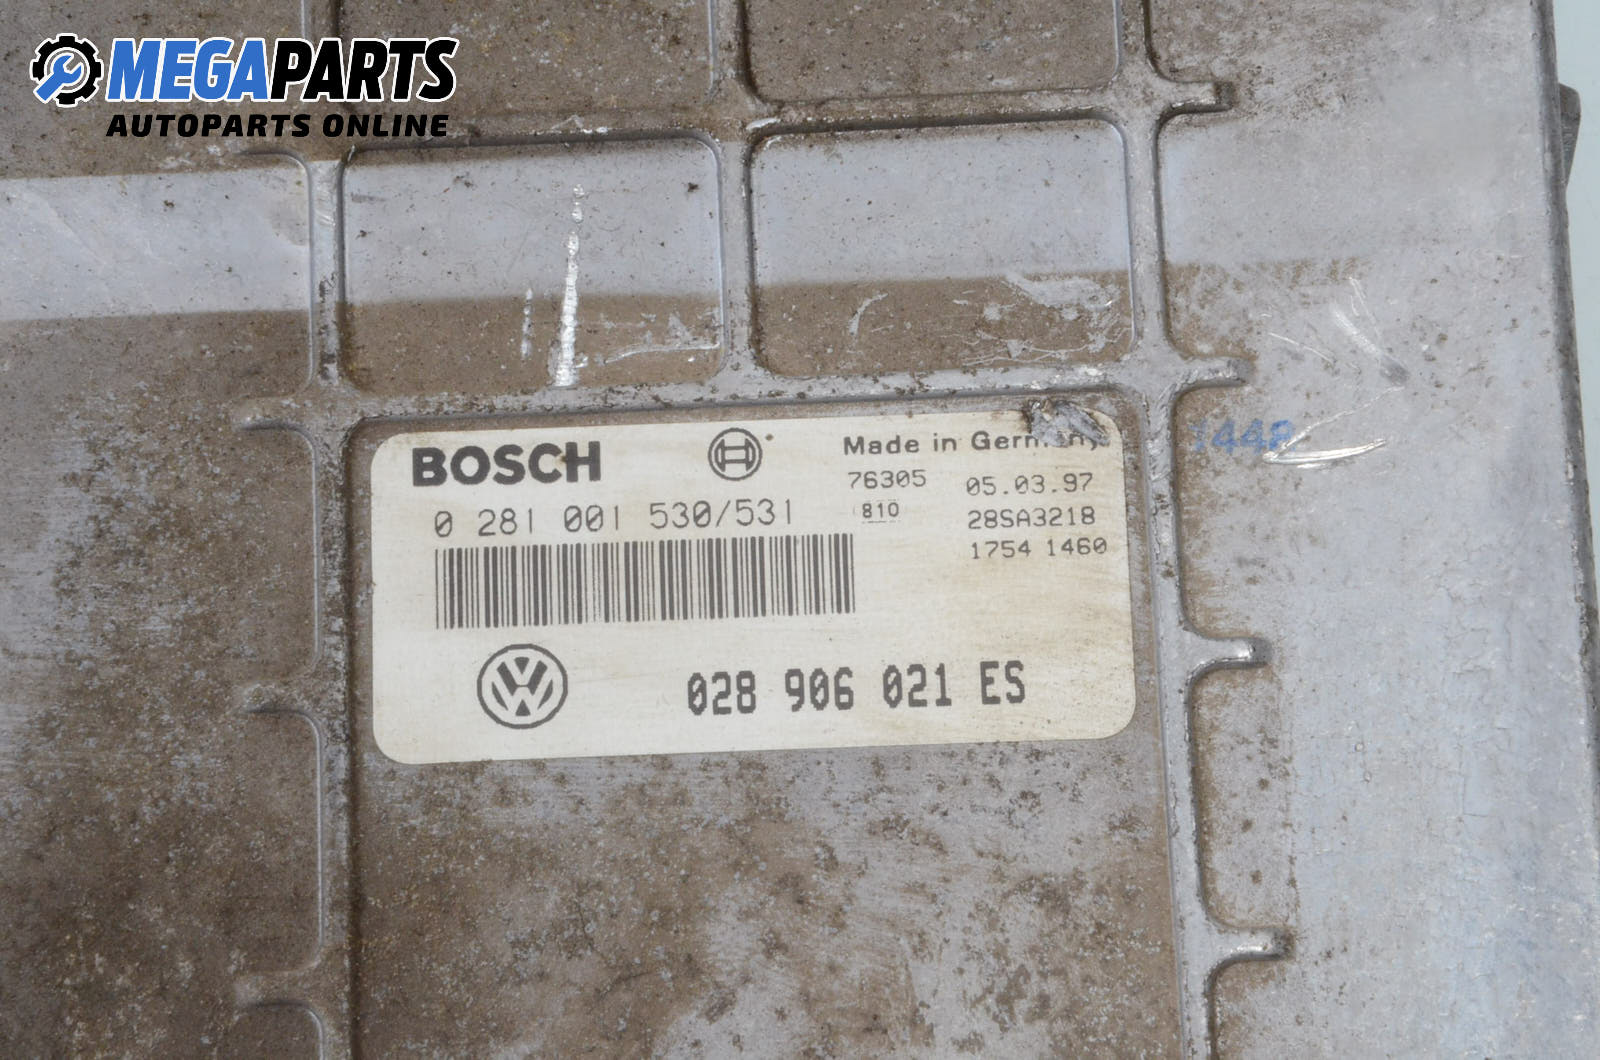 MEGAPARTS
AUTOPARTS ONLINE
BOSCH
Made in Germany
76305
05.03.97
0 281 001 530/531
810
28SA3218
1754 1460
028 906 021 ES